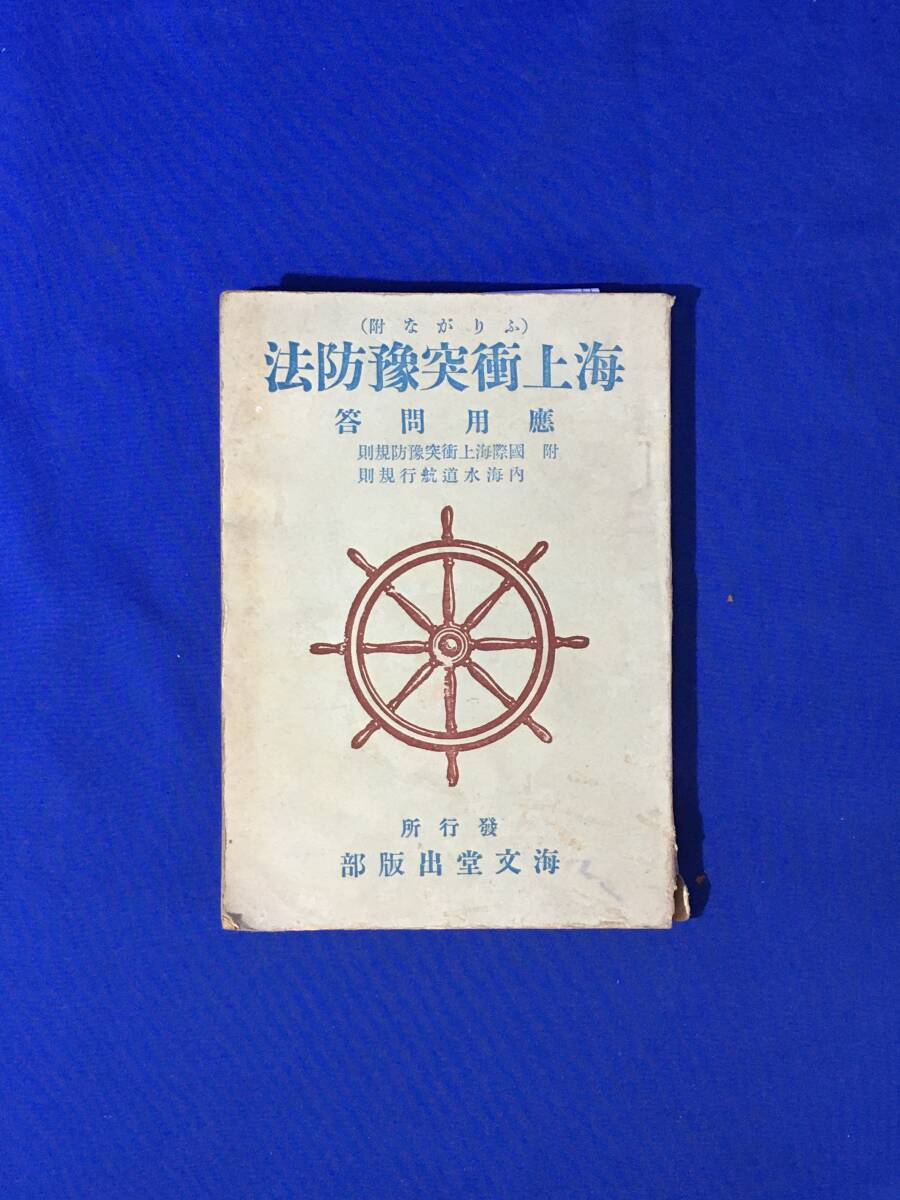 (ふりがな附)
海上衝突豫防法
應用問答
附 國際海上衝突豫防規則
内海水道航行規則
發行所
海文堂出版部